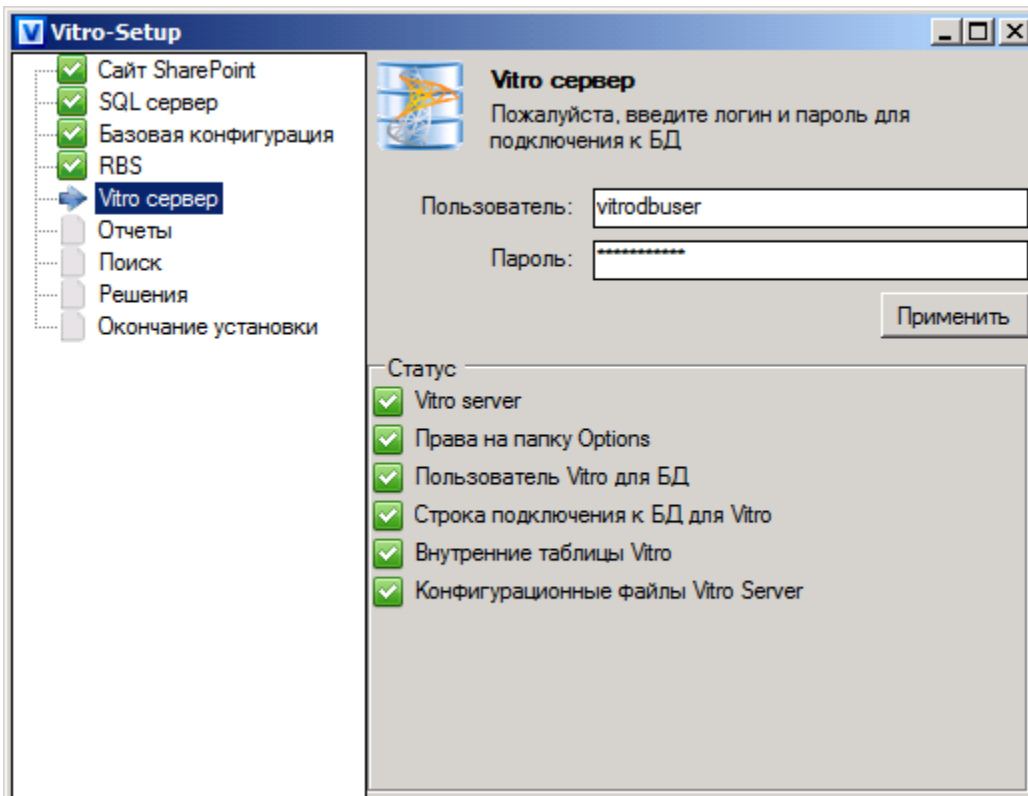 Vitro-Setup
Сайт SharePoint
SQL сервер
Базовая конфигурация
RBS
Vitro сервер
Отчеты
Поиск
Решения
Окончание установки
Vitro сервер
Пожалуйста, введите логин и пароль для
подключения к БД
Пользователь: vitrodbuser
Пароль: ***********
Применить
Статус
Vitro server
Права на папку Options
Пользователь Vitro для БД
Строка подключения к БД для Vitro
Внутренние таблицы Vitro
Конфигурационные файлы Vitro Server